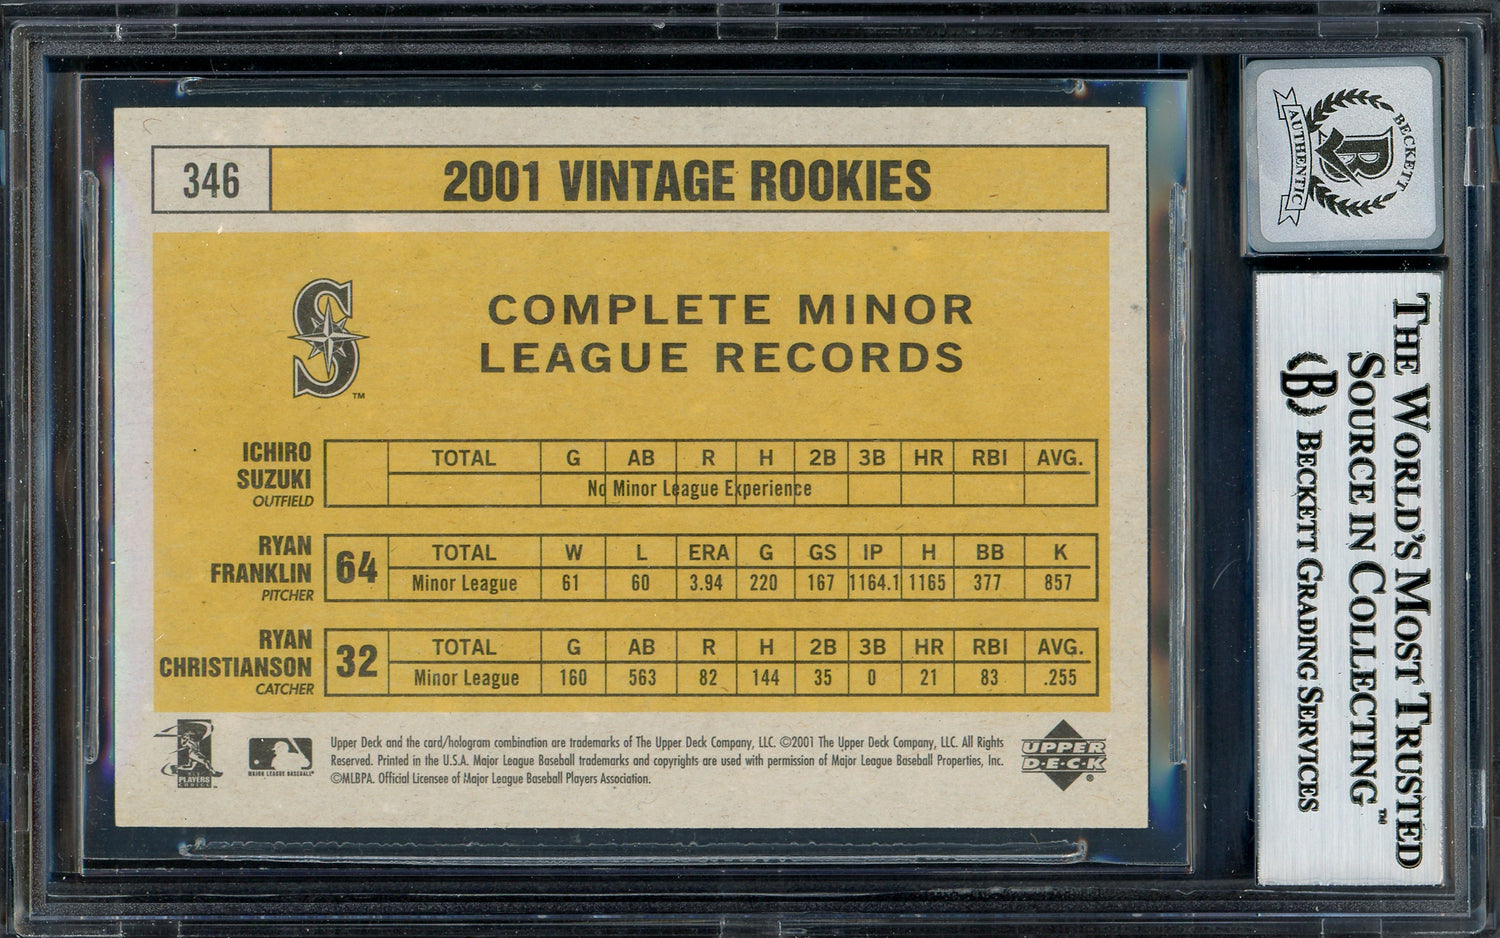 346 2001 VINTAGE ROOKIES
COMPLETE MINOR
LEAGUE RECORDS
S
TM
ICHIRO
SUZUKI
OUTFIELD
TOTAL G AB R H 2B 3B HR RBI AVG.
No Minor League Experience
RYAN
FRANKLIN
PITCHER
64
TOTAL W L ERA G GS IP H BB K
Minor League 61 60 3.94 220 167 1164.1 1165 377 857
RYAN
CHRISTIANSON
CATCHER
32
TOTAL G AB R H 2B 3B HR RBI AVG.
Minor League 160 563 82 144 35 0 21 83 .255
PLAYERS
CHOICE
MAJOR LEAGUE BASEBALL
Upper Deck and the card/hologram combination are trademarks of The Upper Deck Company, LLC. ©2001 The Upper Deck Company, LLC. All Rights
Reserved. Printed in the U.S.A. Major League Baseball trademarks and copyrights are used with permission of Major League Baseball Properties, Inc.
©MLBPA. Official Licensee of Major League Baseball Players Association.
UPPER
D·E·C·K
®
BECKETT
B
AUTHENTIC
THE WORLD'S MOST TRUSTED
SOURCE IN COLLECTING™
(B) BECKETT GRADING SERVICES